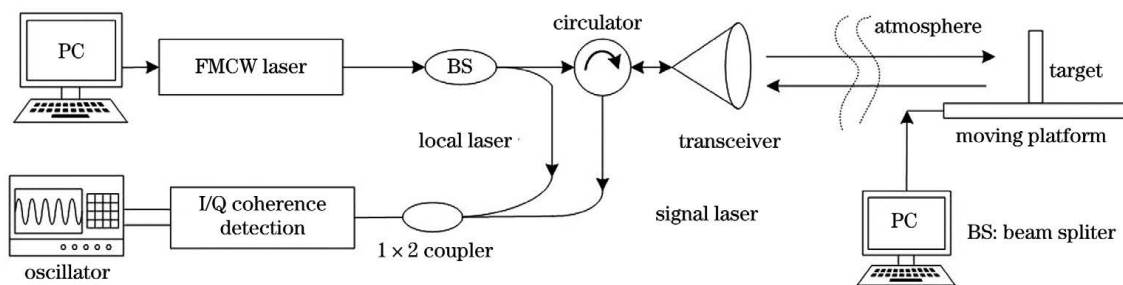 PC
FMCW laser
BS
circulator
atmosphere
target
transceiver
moving platform
local laser
I/Q coherence
detection
1 × 2 coupler
signal laser
PC
BS: beam spliter
oscillator